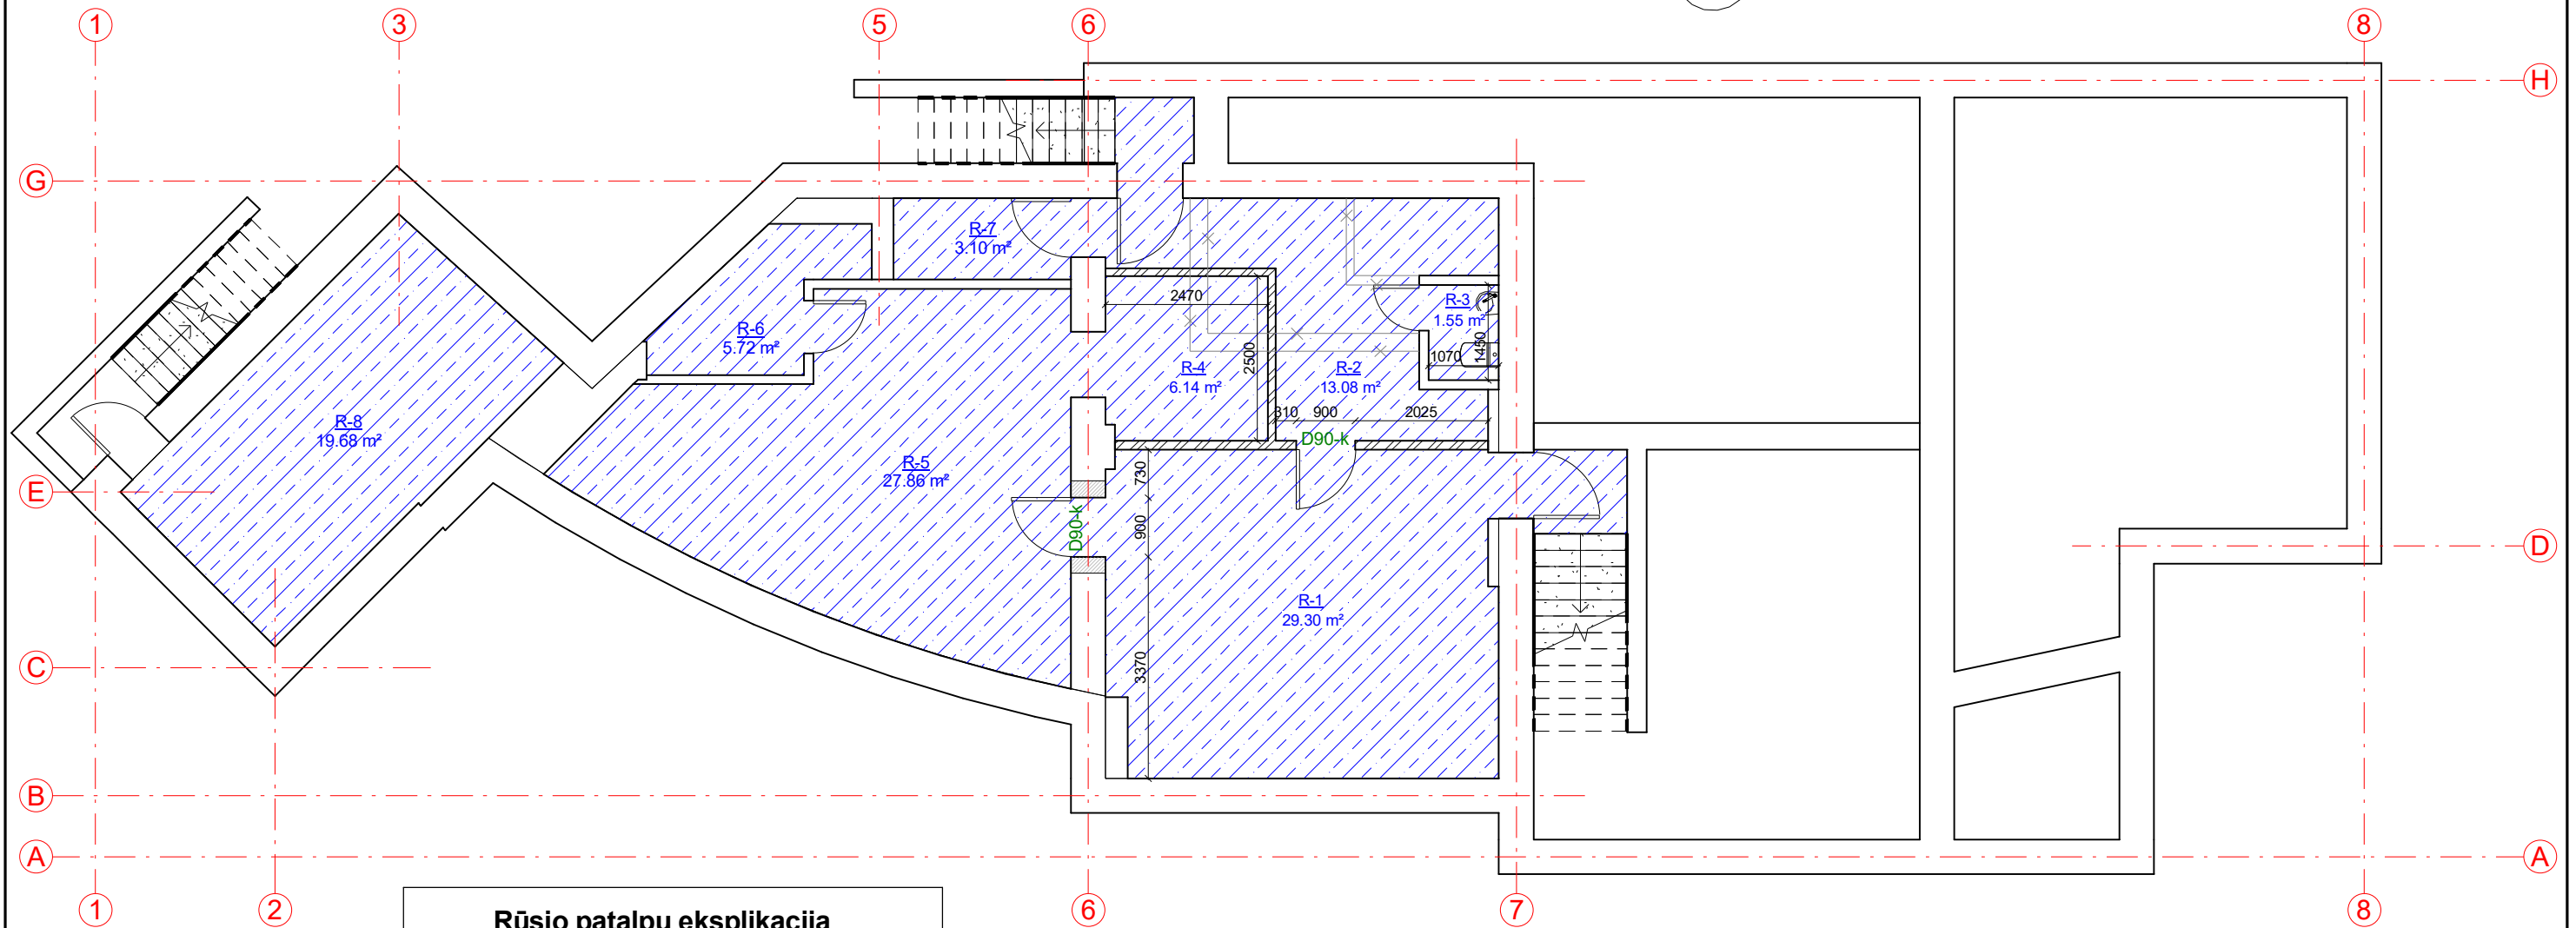 1
3
5
6
8
H
G
R-7
3.10 m²
2470
R-3
1.55 m²
R-6
5.72 m²
1450
2500
1070
R-4
6.14 m²
R-2
13.08 m²
R-8
19.68 m²
310 900 2025
D90-k
R-5
27.86 m²
730
E
900
D90-k
D
R-1
29.30 m²
C
3370
B
A
A
1
2
6
7
8
Rūsio patalpų eksplikacija